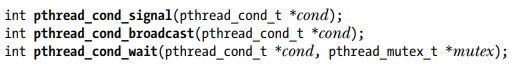 int pthread_cond_signal(pthread_cond_t *cond);
int pthread_cond_broadcast(pthread_cond_t *cond);
int pthread_cond_wait(pthread_cond_t *cond, pthread_mutex_t *mutex);